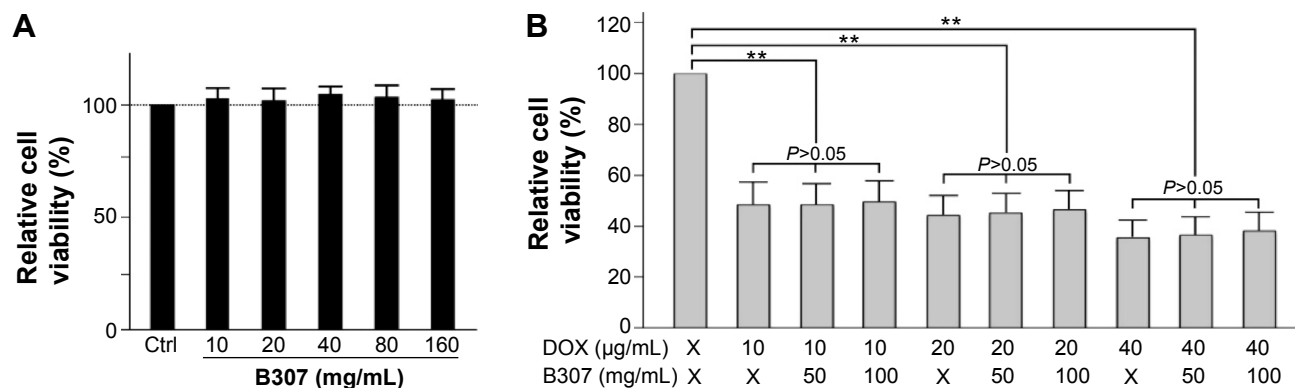 A
Relative cell
viability (%)
100
50
0
Ctrl 10 20 40 80 160
B307 (mg/mL)
B
Relative cell
viability (%)
120
100
80
60
40
20
0
**
**
**
P>0.05
P>0.05
P>0.05
DOX (µg/mL) X 10 10 10 20 20 20 40 40 40
B307 (mg/mL) X X 50 100 X 50 100 X 50 100